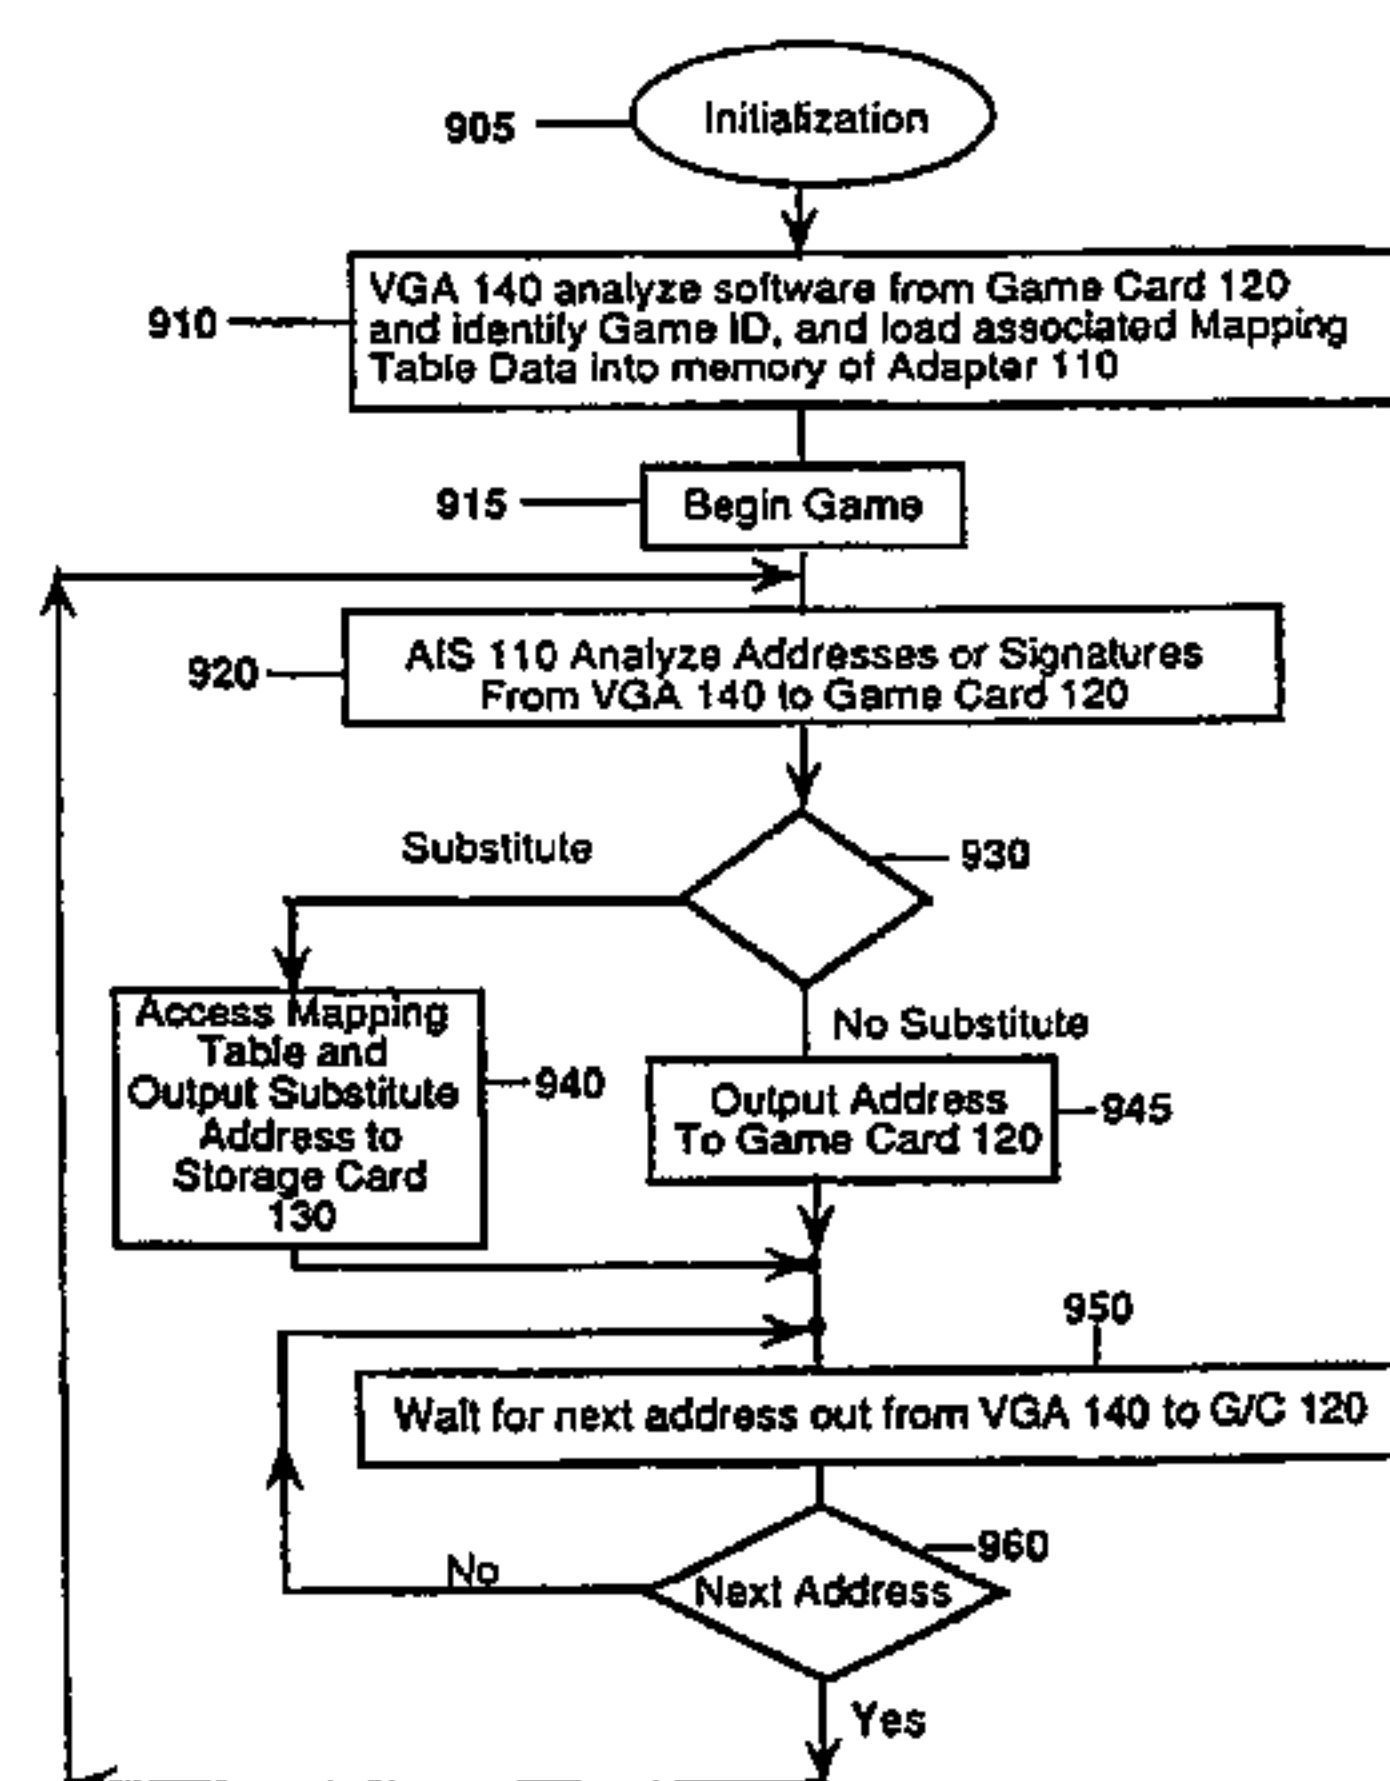 905
Initialization
910
VGA 140 analyze software from Game Card 120
and identify Game ID, and load associated Mapping
Table Data into memory of Adapter 110
915
Begin Game
920
AIS 110 Analyze Addresses or Signatures
From VGA 140 to Game Card 120
Substitute
930
No Substitute
Access Mapping
Table and
Output Substitute
Address to
Storage Card
130
940
Output Address
To Game Card 120
945
950
Wait for next address out from VGA 140 to G/C 120
960
No
Next Address
Yes